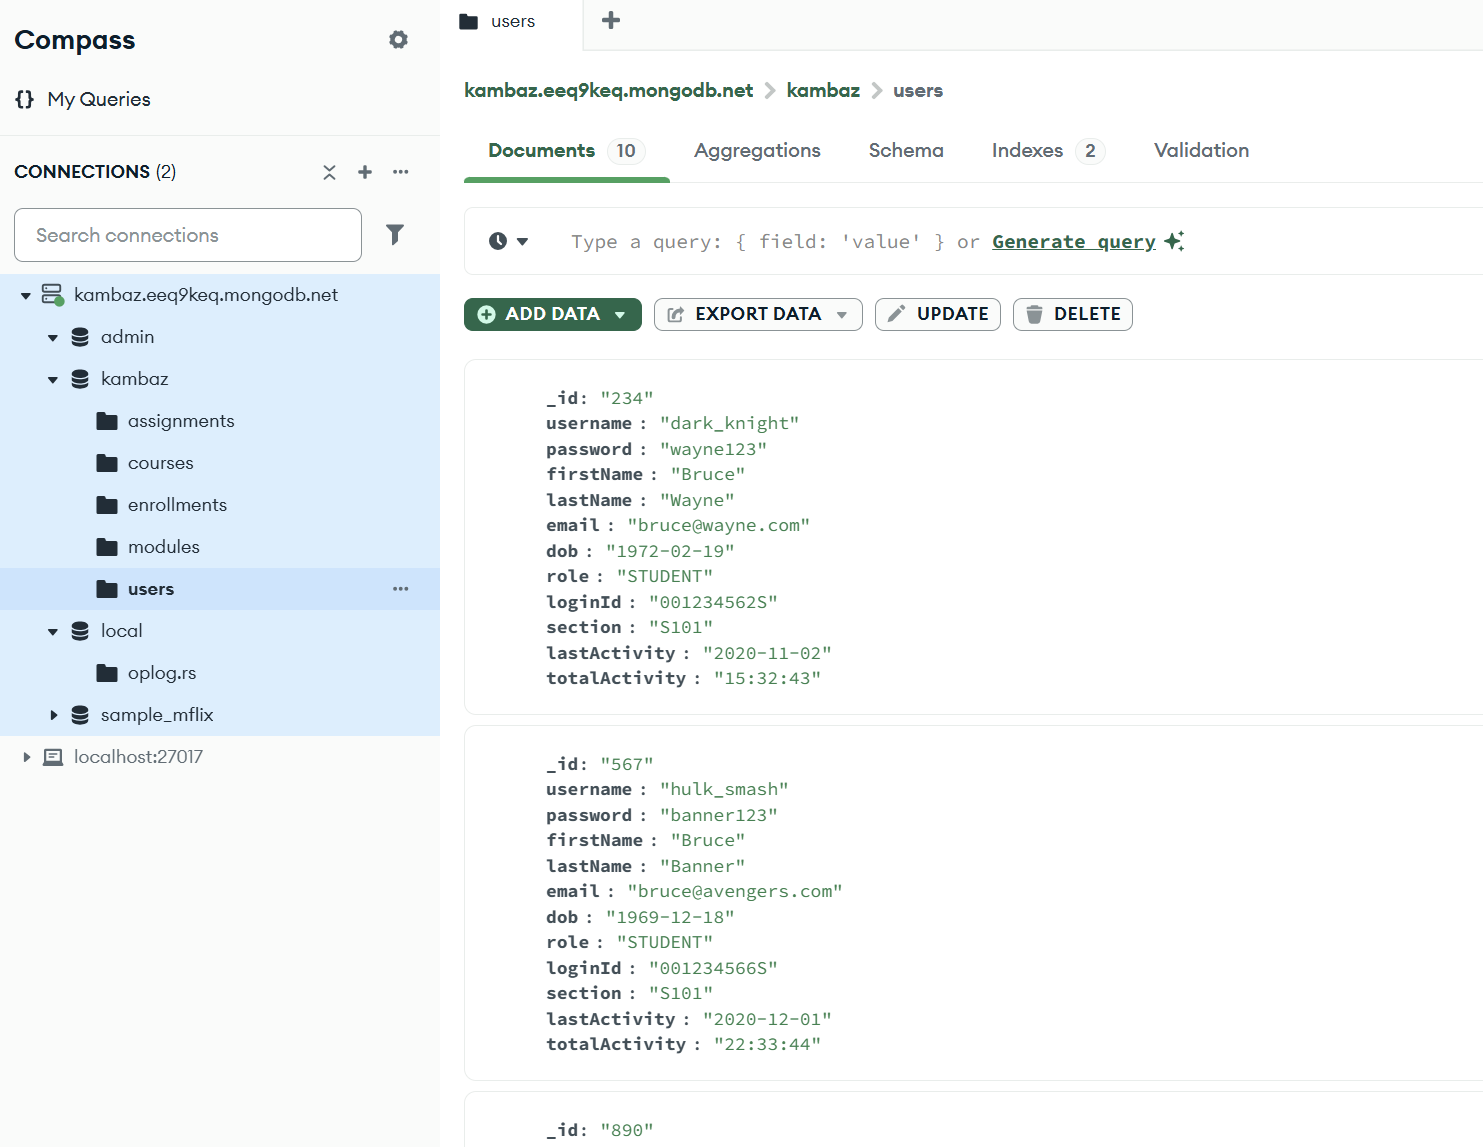 Compass
My Queries
CONNECTIONS (2)
Search connections
kambaz.eeq9keq.mongodb.net
admin
kambaz
assignments
courses
enrollments
modules
users
local
oplog.rs
sample_mflix
localhost:27017
users
kambaz.eeq9keq.mongodb.net > kambaz > users
Documents 10 Aggregations Schema Indexes 2 Validation
Type a query: { field: 'value' } or Generate query
ADD DATA EXPORT DATA UPDATE DELETE
_id: "234"
username : "dark_knight"
password : "wayne123"
firstName : "Bruce"
lastName : "Wayne"
email : "bruce@wayne.com"
dob : "1972-02-19"
role : "STUDENT"
loginId : "001234562S"
section : "S101"
lastActivity : "2020-11-02"
totalActivity : "15:32:43"
_id: "567"
username : "hulk_smash"
password : "banner123"
firstName : "Bruce"
lastName : "Banner"
email : "bruce@avengers.com"
dob : "1969-12-18"
role : "STUDENT"
loginId : "001234566S"
section : "S101"
lastActivity : "2020-12-01"
totalActivity : "22:33:44"
_id: "890"